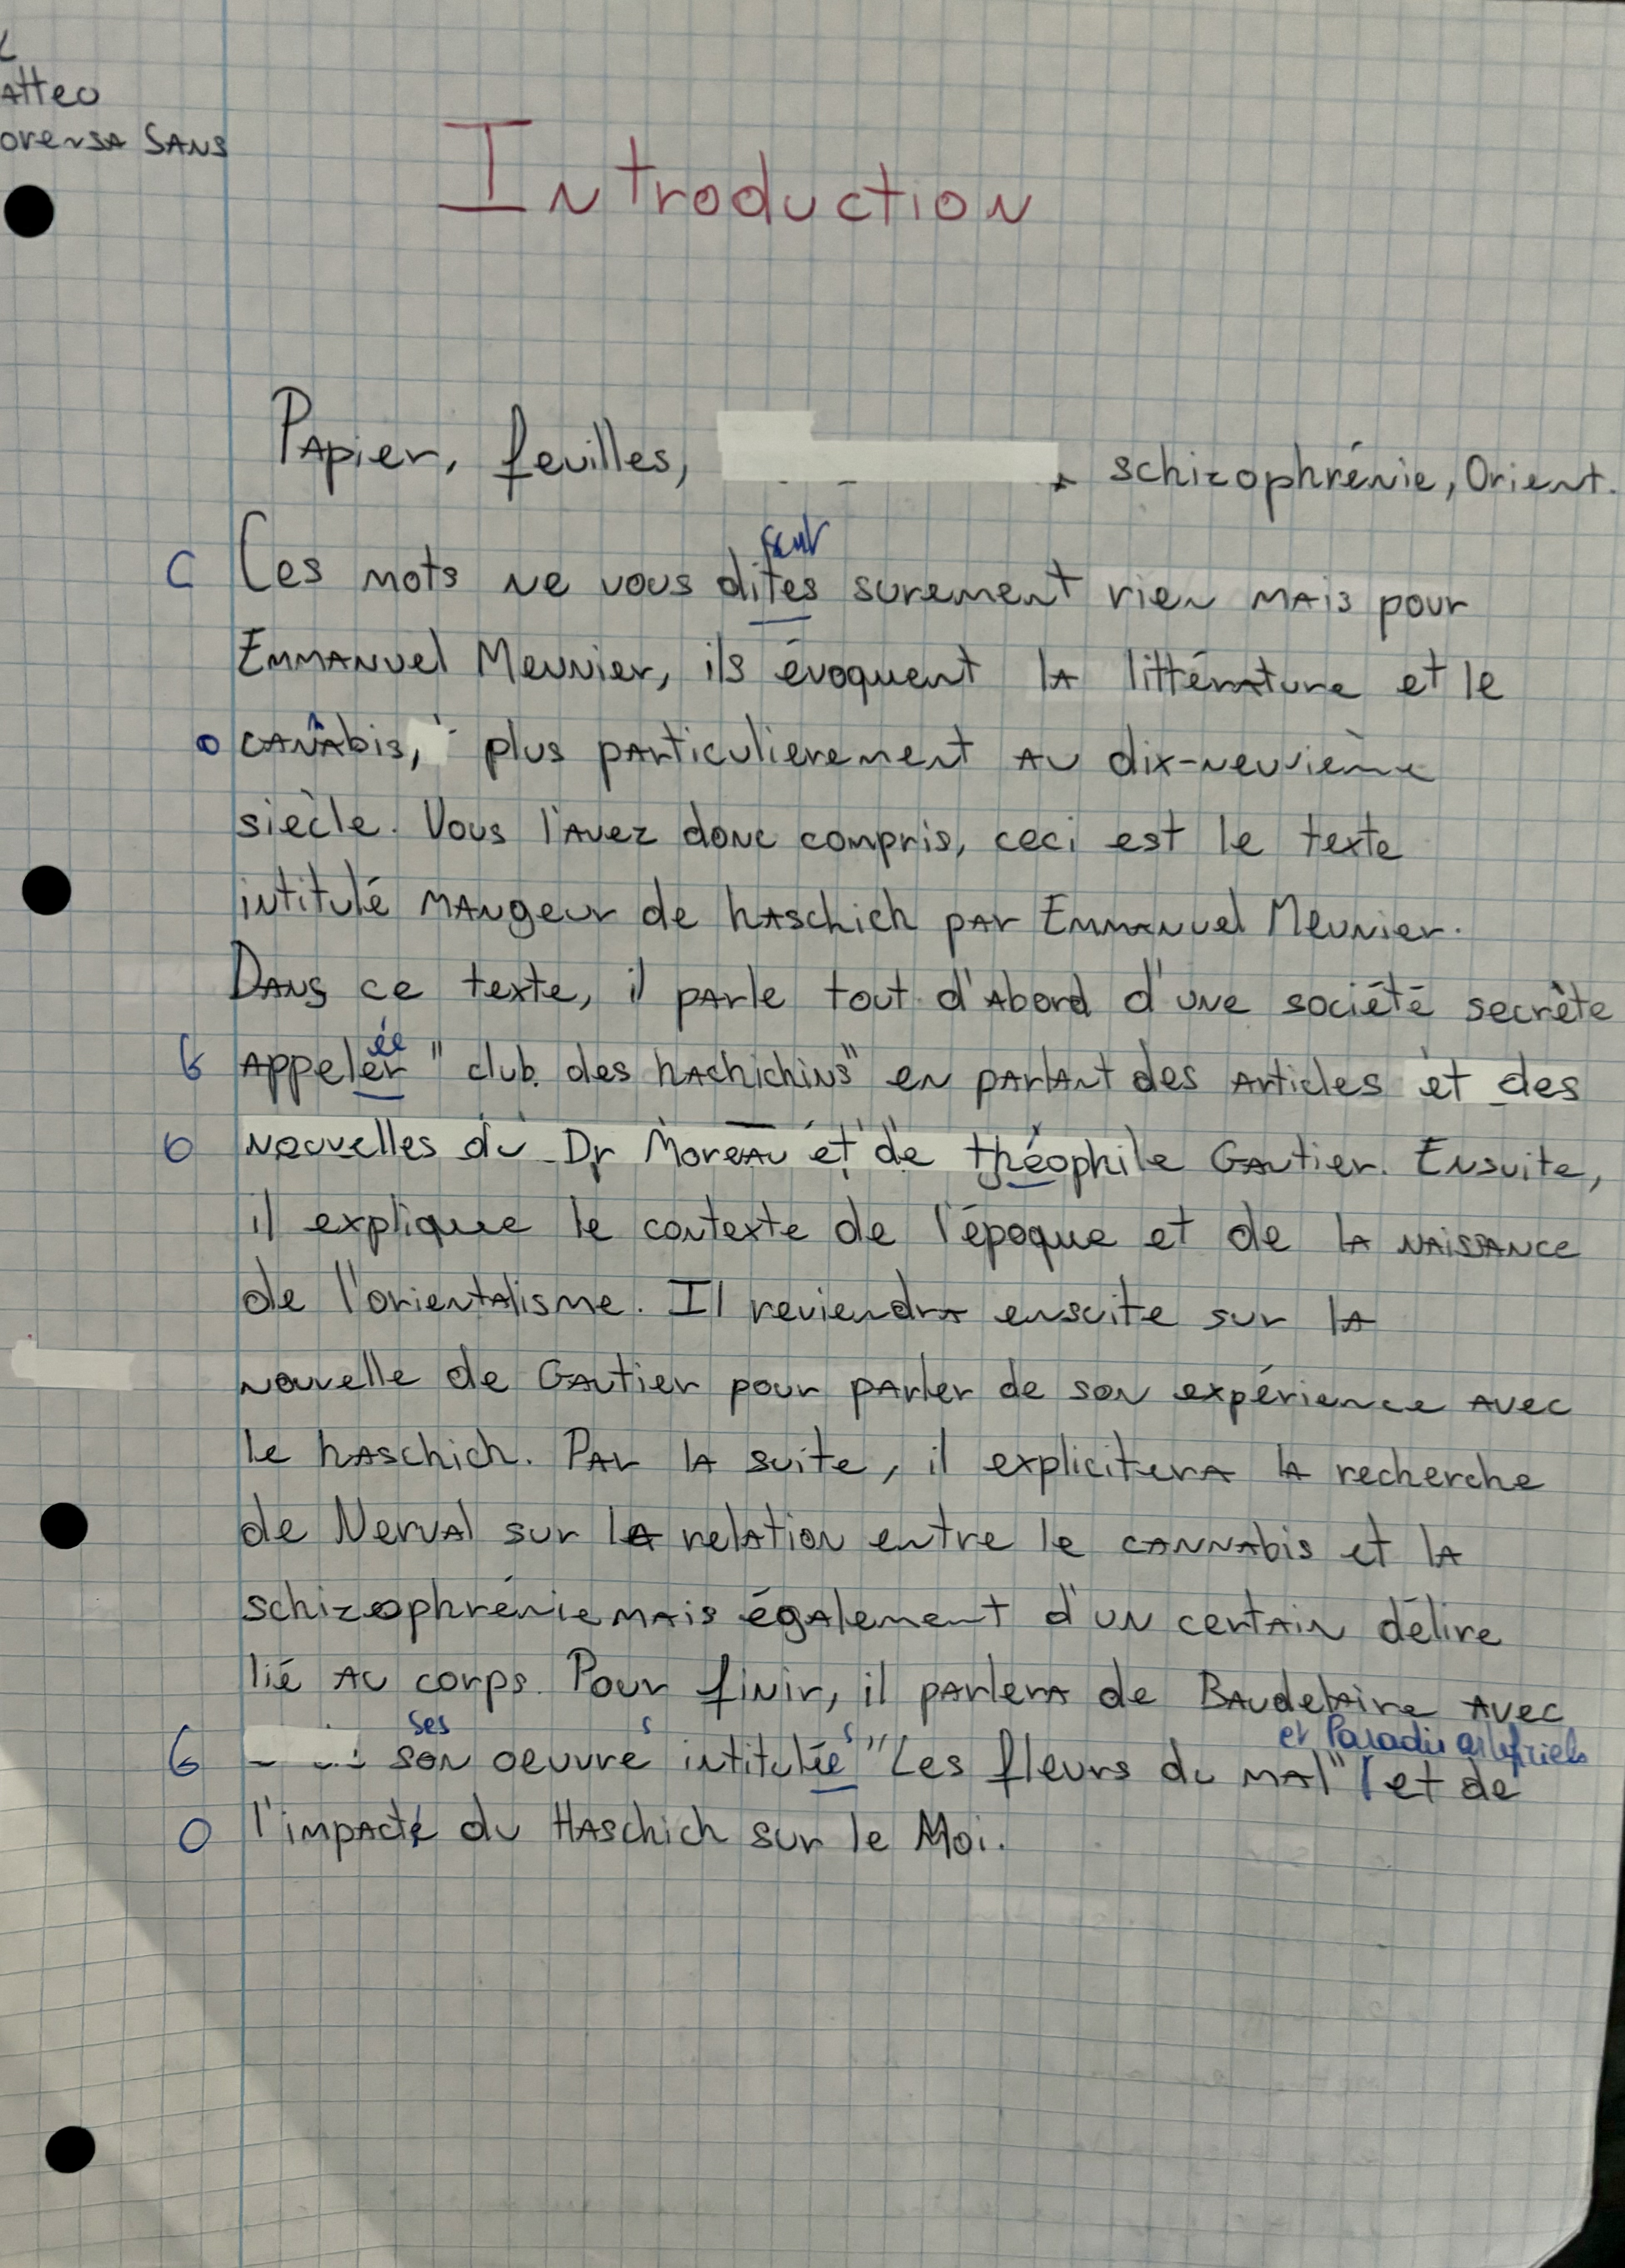 atteo
oversa Sans
Introduction
Papier, feuilles, schizophrénie, Orient.
sent
C Ces mots ne vous dites surement rien mais pour
Emmanuel Meunier, ils évoquent la littérature et le
n
o canabis, plus particulierement au dix-neuvième
siècle. Vous l'avez donc compris, ceci est le texte
intitulé mangeur de haschich par Emmanuel Meunier.
Dans ce texte, il parle tout d'abord d'une société secrète
ée
G appeler "club des hachichins" en parlant des articles et des
O nouvelles du Dr Moreau et de théophile Gautier. Ensuite,
il explique le contexte de l'époque et de la naissance
de l'orientalisme. Il reviendra ensuite sur la
nouvelle de Gautier pour parler de son expérience avec
le haschich. Par la suite, il explicitera la recherche
de Nerval sur la relation entre le cannabis et la
schizophrénie mais également d'un certain délire
lié au corps. Pour finir, il parlera de Baudelaire avec
ses s s et Paradis artificiels
G son oeuvre intitulée "Les fleurs du mal" et de
O l'impacte du Haschich sur le Moi.